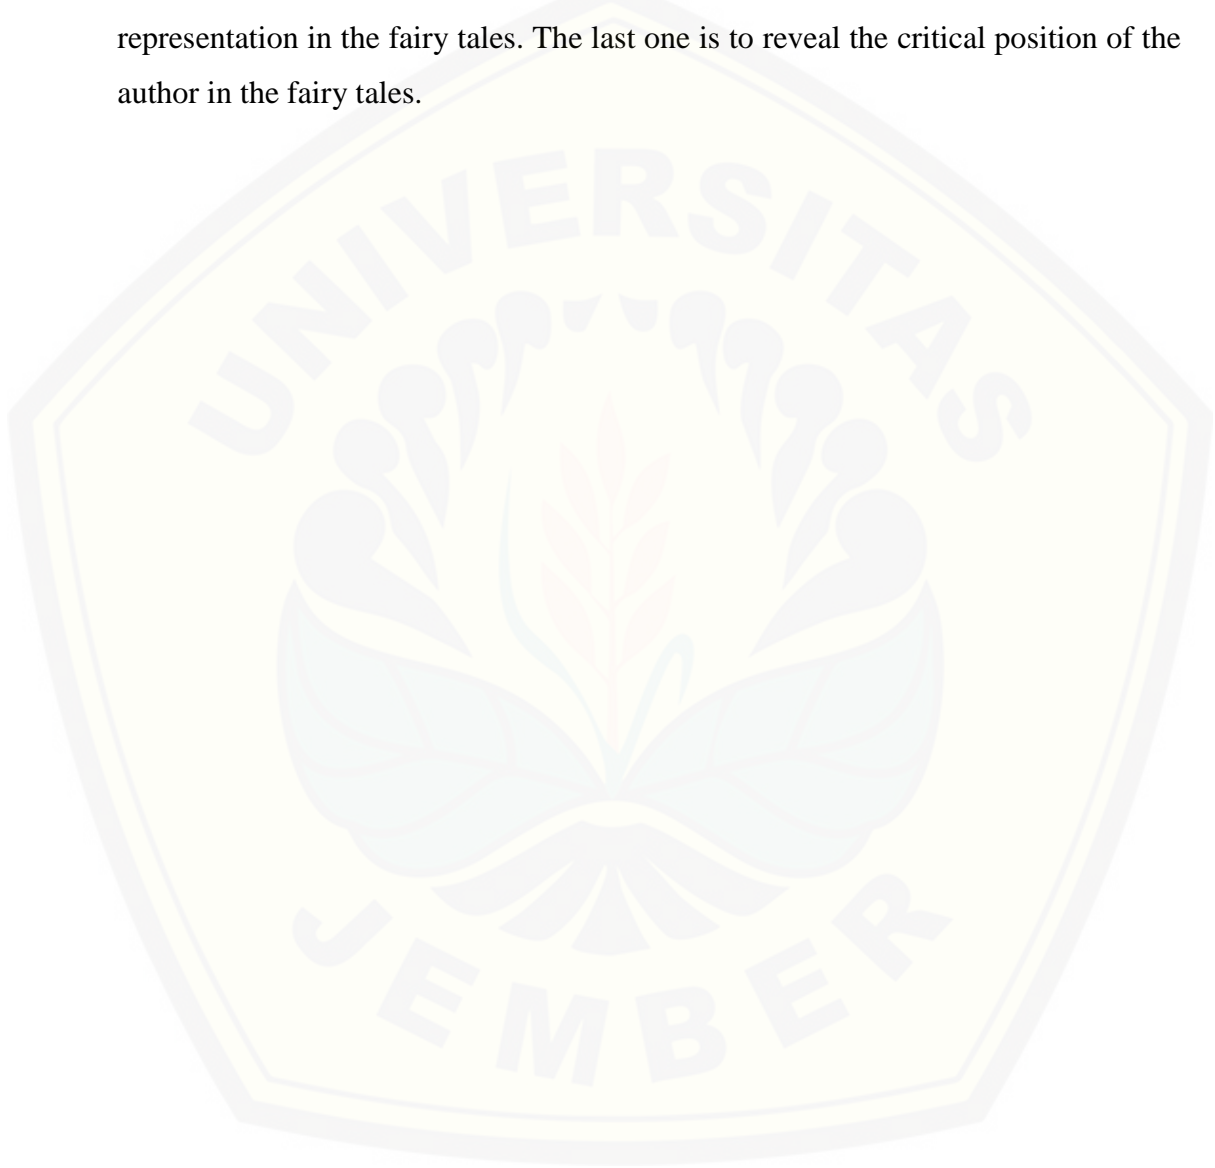 representation in the fairy tales. The last one is to reveal the critical position of the
author in the fairy tales.
UNIVERSITAS
JEMBER